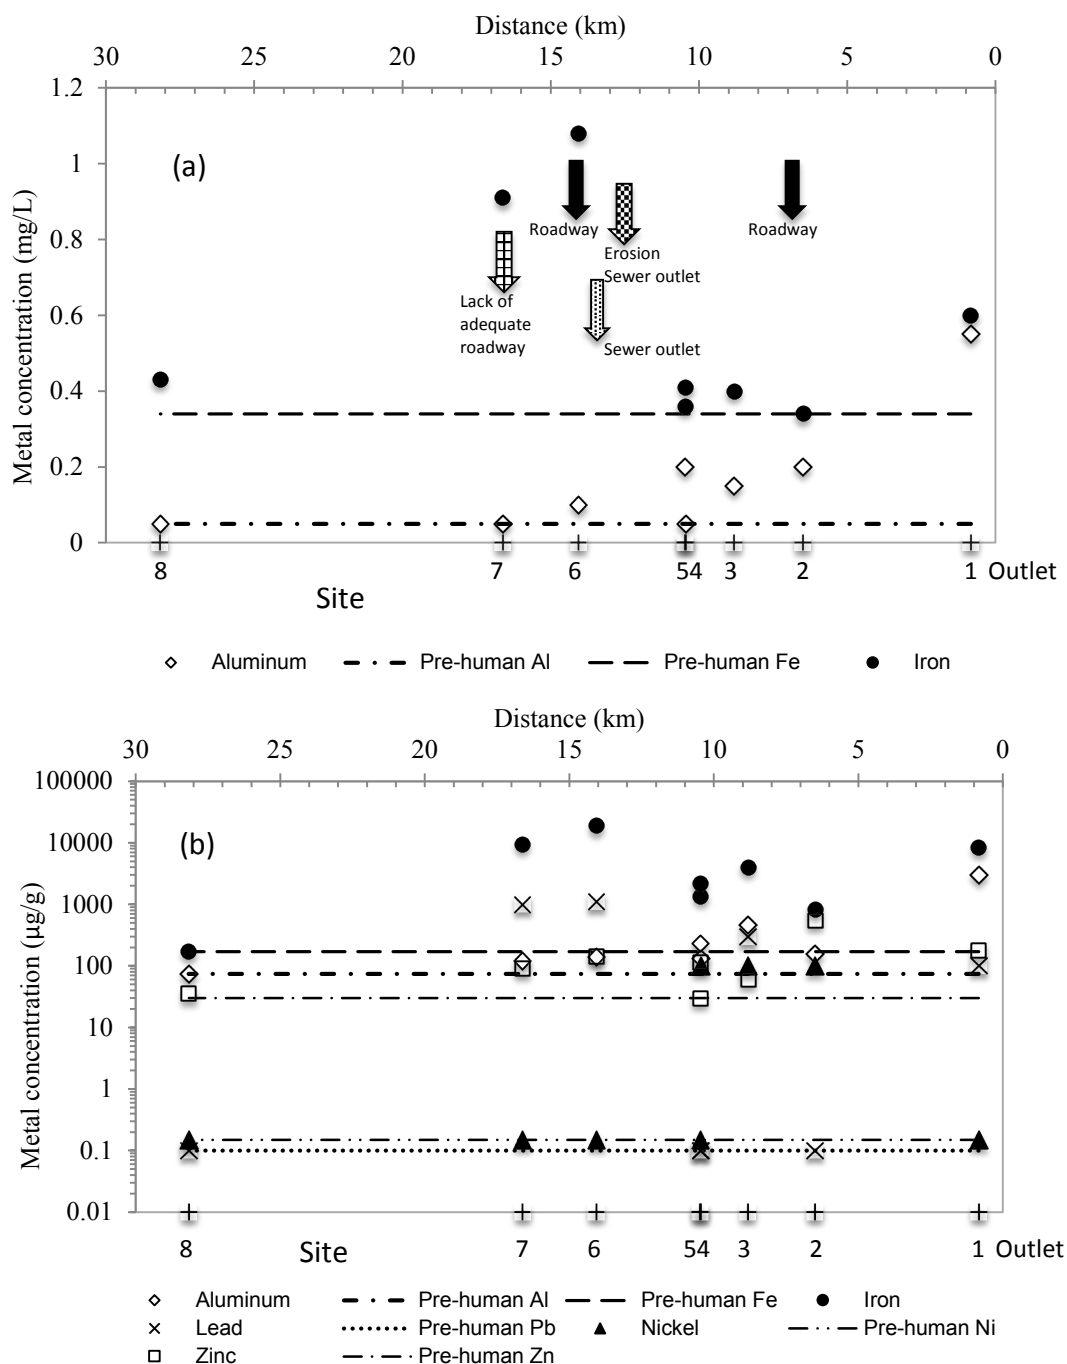 Distance (km)
30 25 20 15 10 5 0
1.2
1
0.8
0.6
0.4
0.2
0
Metal concentration (mg/L)
(a)
Roadway
Roadway
Erosion
Sewer outlet
Lack of
adequate
roadway
Sewer outlet
8 7 6 54 3 2 1 Outlet
Site
Aluminum Pre-human Al Pre-human Fe Iron
Distance (km)
30 25 20 15 10 5 0
100000
10000
1000
100
10
1
0.1
0.01
Metal concentration (µg/g)
(b)
8 7 6 54 3 2 1 Outlet
Site
Aluminum Pre-human Al Pre-human Fe Iron
Lead Pre-human Pb Nickel Pre-human Ni
Zinc Pre-human Zn